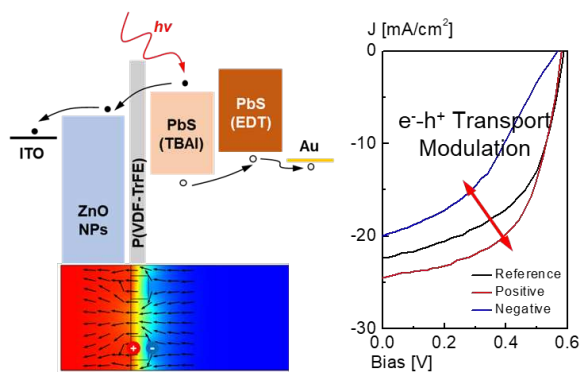 hv
ITO
ZnO
NPs
P(VDF-TrFE)
PbS
(TBAI)
PbS
(EDT)
Au
+
-
J [mA/cm²]
0
-10
-20
-30
0.0
0.2
0.4
0.6
Bias [V]
e⁻-h⁺ Transport
Modulation
Reference
Positive
Negative